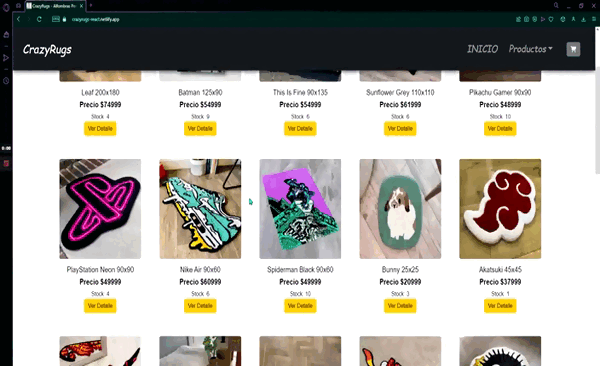 CrazyRugs - Alfombras Pe
crazyrugs-react.netlify.app
CrazyRugs
INICIO
Productos
Leaf 200x180
Precio $74999
Stock 4
Ver Detalle
Batman 125x90
Precio $54999
Stock 9
Ver Detalle
This Is Fine 90x135
Precio $54999
Stock 6
Ver Detalle
Sunflower Grey 110x110
Precio $61999
Stock 6
Ver Detalle
Pikachu Gamer 90x90
Precio $48999
Stock 10
Ver Detalle
PlayStation Neon 90x90
Precio $49999
Stock 4
Ver Detalle
Nike Air 90x60
Precio $60999
Stock 6
Ver Detalle
Spiderman Black 90x60
Precio $49999
Stock 10
Ver Detalle
Bunny 25x25
Precio $20999
Stock 3
Ver Detalle
Akatsuki 45x45
Precio $37999
Stock 1
Ver Detalle